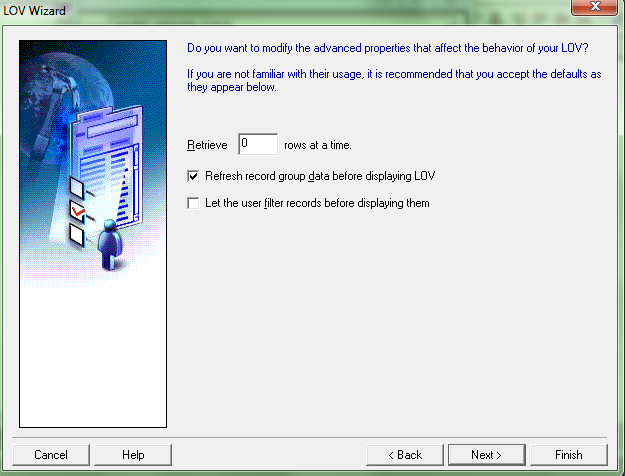 LOV Wizard
Do you want to modify the advanced properties that affect the behavior of your LOV?
If you are not familiar with their usage, it is recommended that you accept the defaults as
they appear below.
Retrieve 0 rows at a time.
Refresh record group data before displaying LOV
Let the user filter records before displaying them
Cancel Help < Back Next > Finish